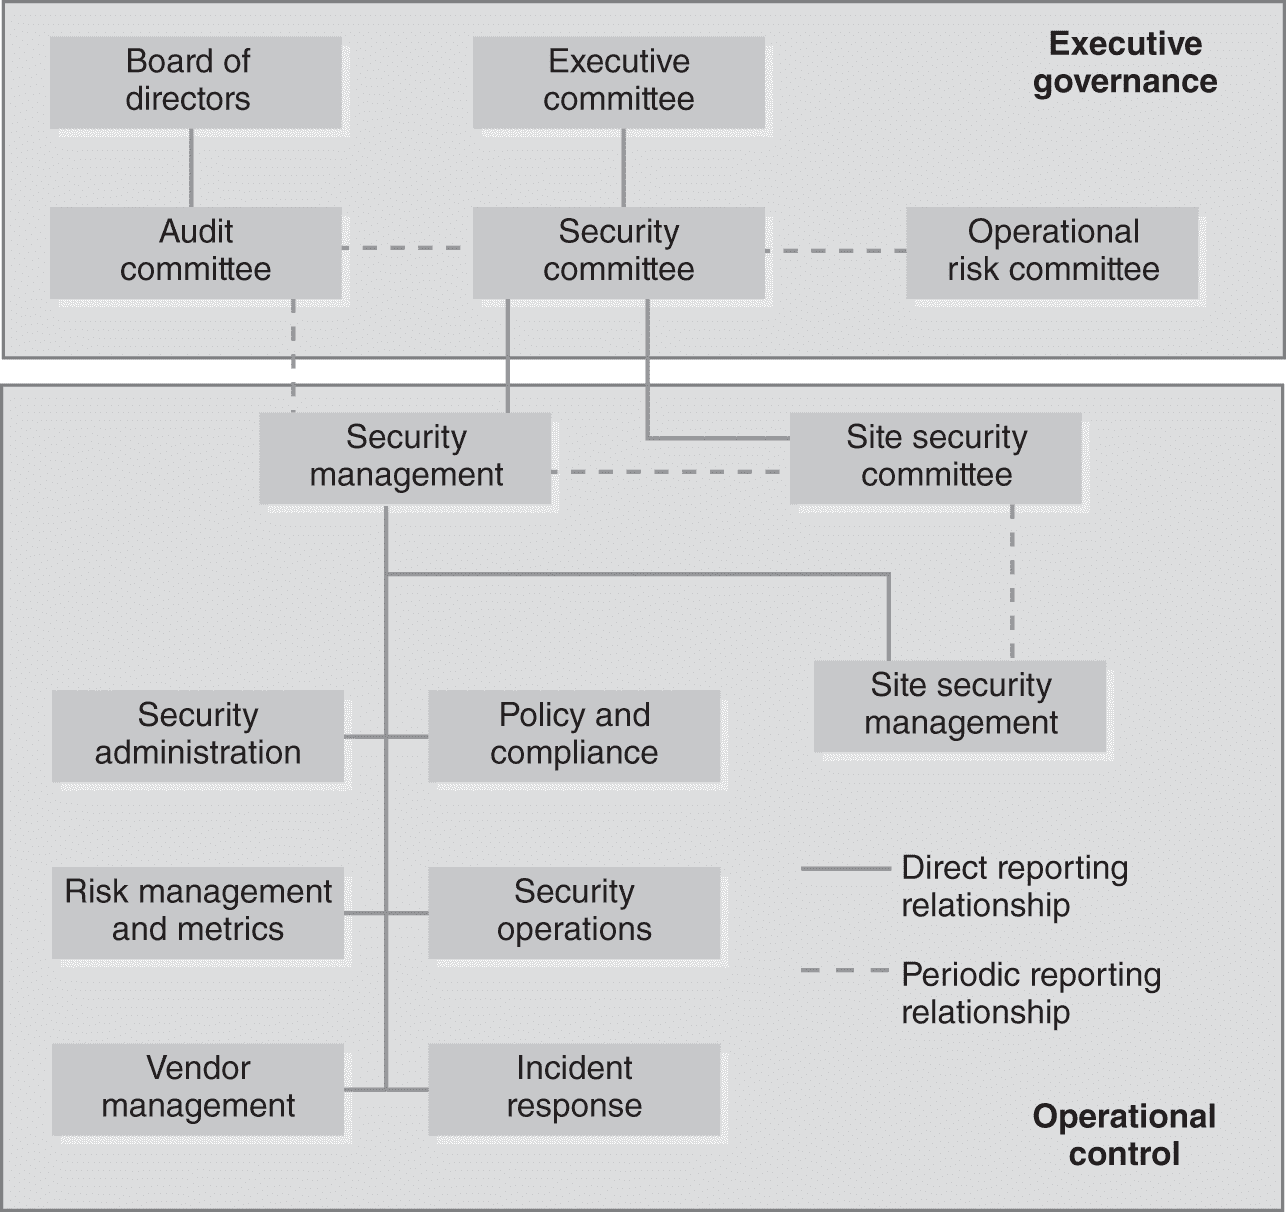 Board of
directors
Executive
committee
Executive
governance
Audit
committee
Security
committee
Operational
risk committee
Security
management
Site security
committee
Site security
management
Security
administration
Policy and
compliance
Risk management
and metrics
Security
operations
Direct reporting
relationship
Periodic reporting
relationship
Vendor
management
Incident
response
Operational
control